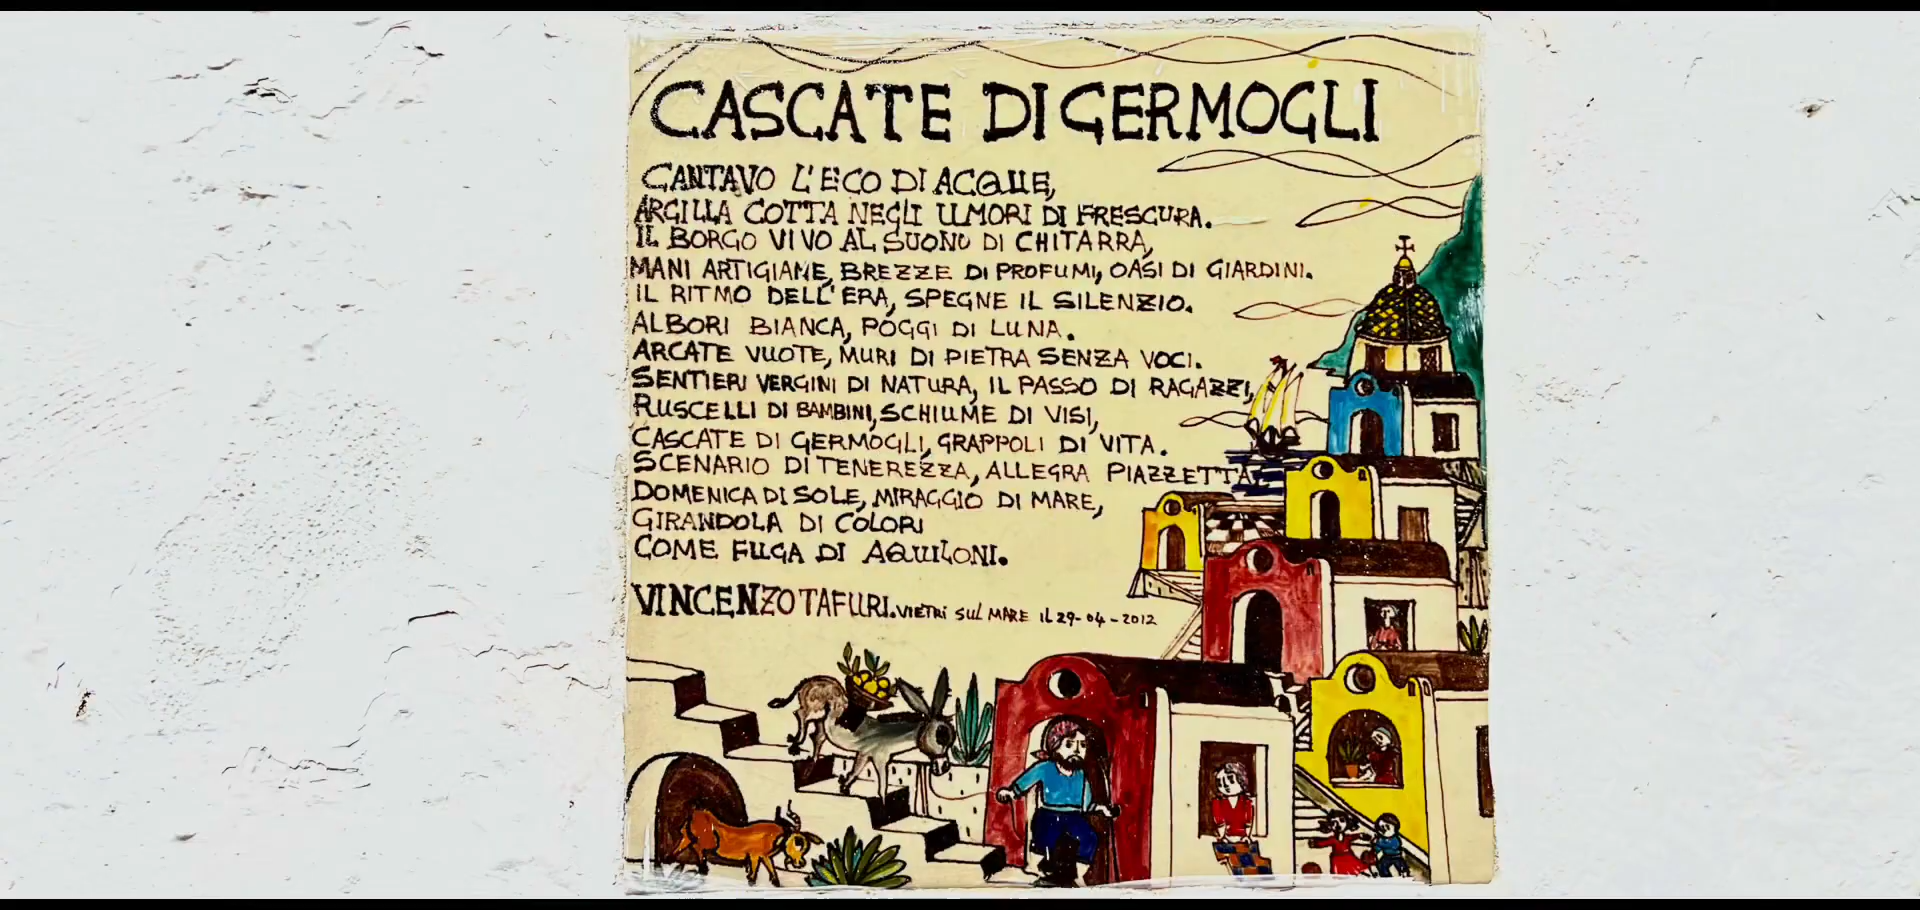 CASCATE DI GERMOGLI
CANTAVO L'ECO DI ACQUE,
ARGILLA COTTA NEGLI UMORI DI FRESCURA.
IL BORGO VIVO AL SUONO DI CHITARRA,
MANI ARTIGIANE, BREZZE DI PROFUMI, OASI DI GIARDINI.
IL RITMO DELL'ERA, SPEGNE IL SILENZIO.
ALBORI BIANCA, POGGI DI LUNA.
ARCATE VUOTE, MURI DI PIETRA SENZA VOCI.
SENTIERI VERGINI DI NATURA, IL PASSO DI RAGAZZI,
RUSCELLI DI BAMBINI, SCHIUME DI VISI,
CASCATE DI GERMOGLI, GRAPPOLI DI VITA.
SCENARIO DI TENEREZZA, ALLEGRA PIAZZETTA
DOMENICA DI SOLE, MIRAGGIO DI MARE,
GIRANDOLA DI COLORI
COME FUGA DI AQUILONI.
VINCENZO TAFURI. VIETRI SUL MARE IL 29-04-2012